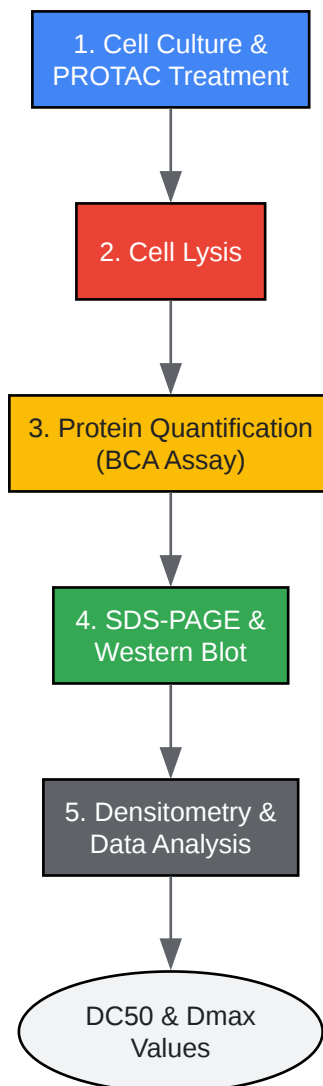 1. Cell Culture &
PROTAC Treatment
2. Cell Lysis
3. Protein Quantification
(BCA Assay)
4. SDS-PAGE &
Western Blot
5. Densitometry &
Data Analysis
DC50 & Dmax
Values